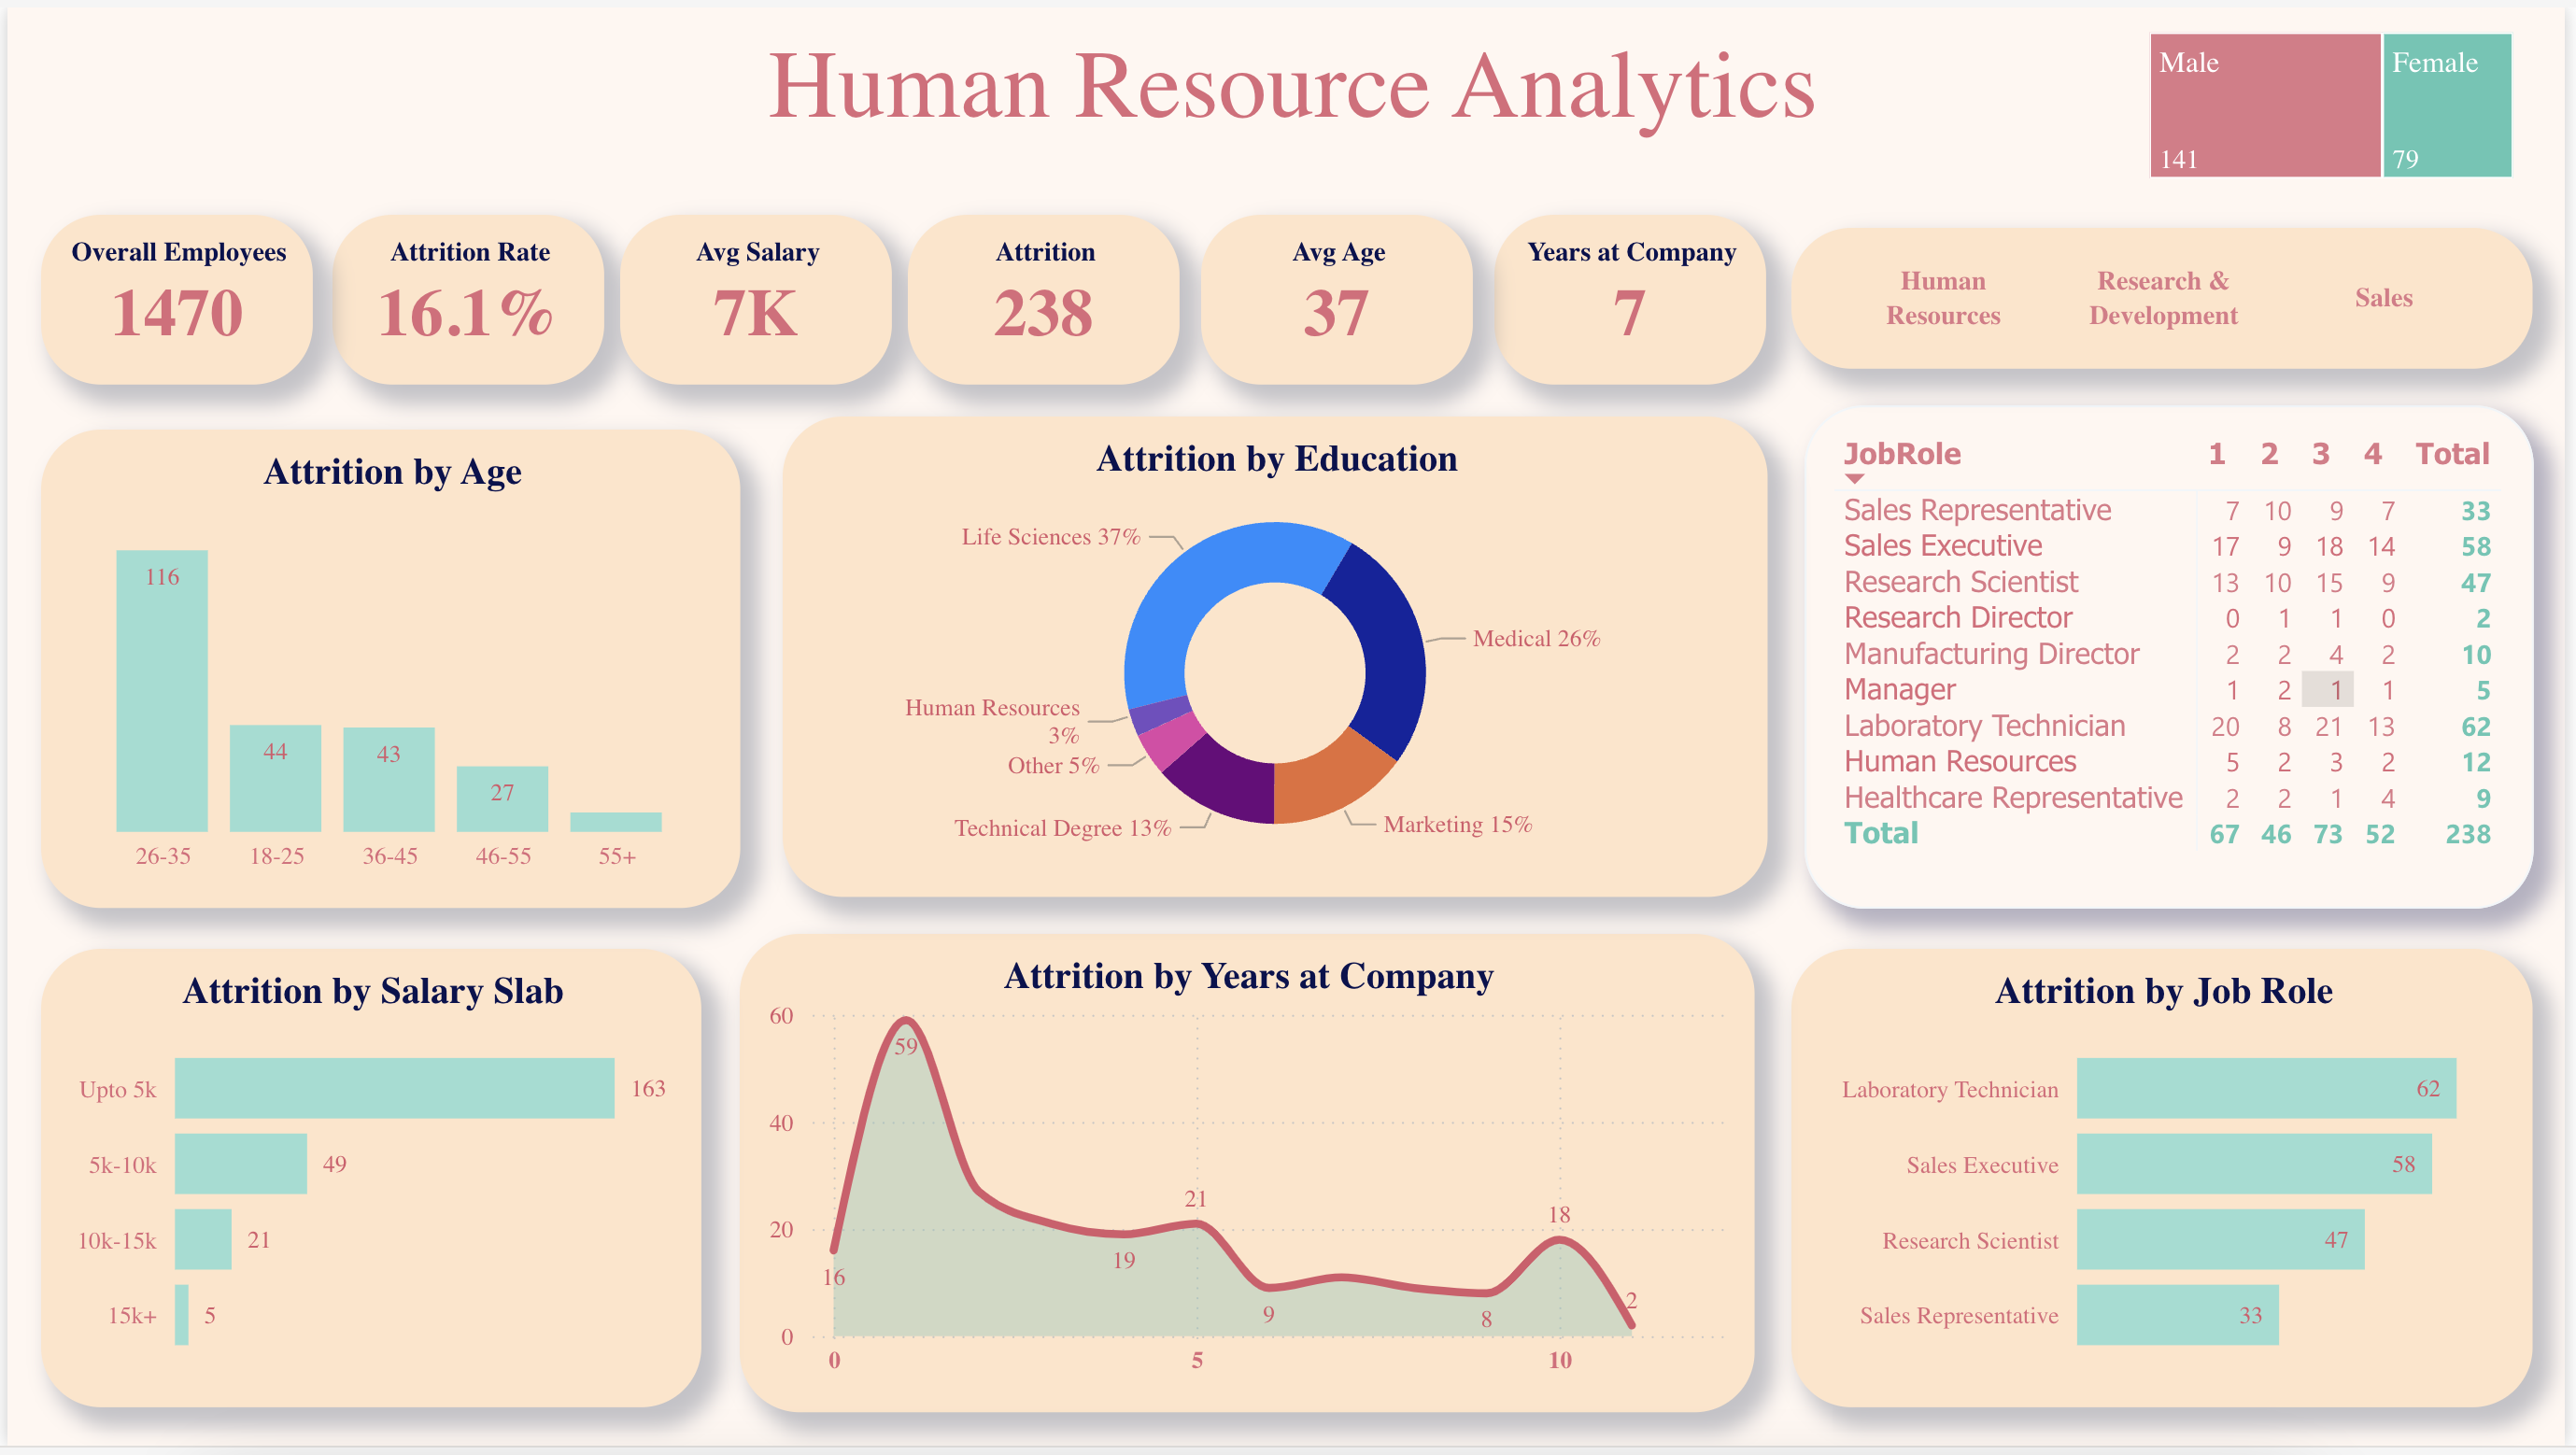 Human Resource Analytics
Male
Female
141
79
Overall Employees
1470
Attrition Rate
16.1%
Avg Salary
7K
Attrition
238
Avg Age
37
Years at Company
7
Human
Resources
Research &
Development
Sales
Attrition by Age
116
44
43
27
26-35
18-25
36-45
46-55
55+
Attrition by Education
Life Sciences 37%
Medical 26%
Human Resources
3%
Other 5%
Technical Degree 13%
Marketing 15%
JobRole 1 2 3 4 Total
Sales Representative 7 10 9 7 33
Sales Executive 17 9 18 14 58
Research Scientist 13 10 15 9 47
Research Director 0 1 1 0 2
Manufacturing Director 2 2 4 2 10
Manager 1 2 1 1 5
Laboratory Technician 20 8 21 13 62
Human Resources 5 2 3 2 12
Healthcare Representative 2 2 1 4 9
Total 67 46 73 52 238
Attrition by Salary Slab
Upto 5k 163
5k-10k 49
10k-15k 21
15k+ 5
Attrition by Years at Company
60
40
20
0
59
16
19
21
9
8
18
2
0
5
10
Attrition by Job Role
Laboratory Technician 62
Sales Executive 58
Research Scientist 47
Sales Representative 33